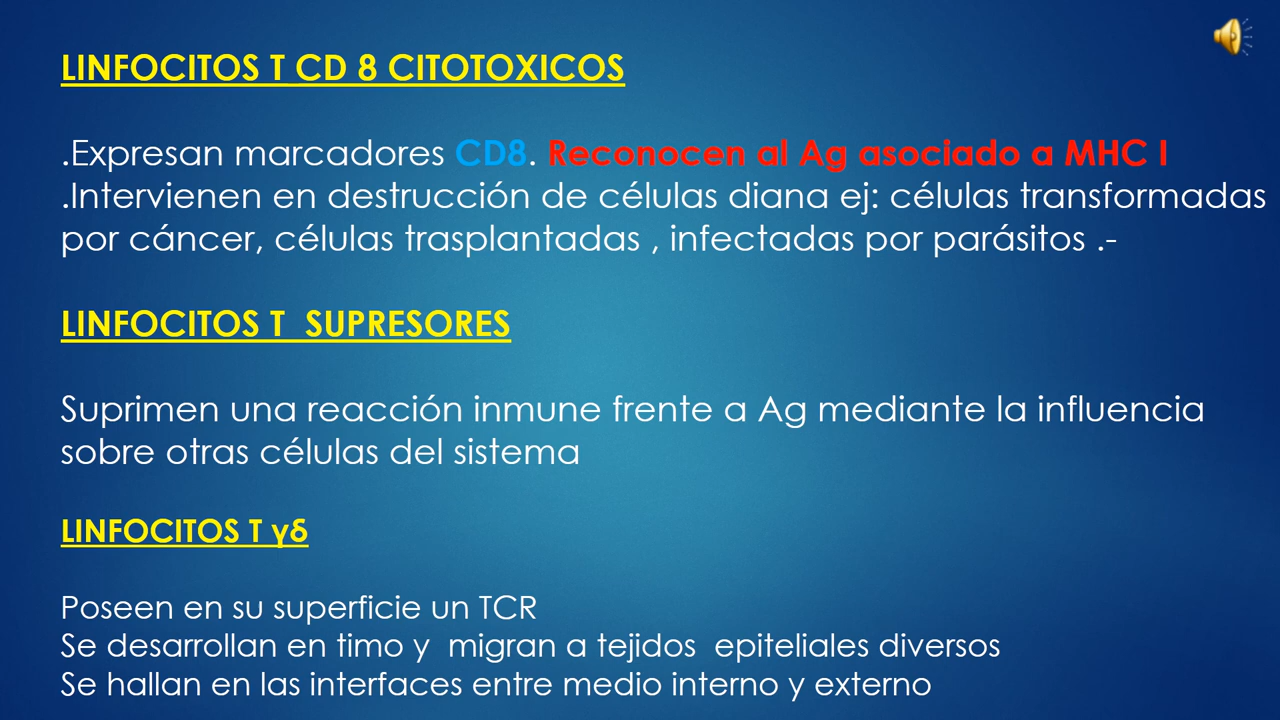 LINFOCITOS T CD 8 CITOTOXICOS
.Expresan marcadores CD8. Reconocen al Ag asociado a MHC I
.Intervienen en destrucción de células diana ej: células transformadas
por cáncer, células trasplantadas , infectadas por parásitos .-
LINFOCITOS T  SUPRESORES
Suprimen una reacción inmune frente a Ag mediante la influencia
sobre otras células del sistema
LINFOCITOS T γδ
Poseen en su superficie un TCR
Se desarrollan en timo y  migran a tejidos  epiteliales diversos
Se hallan en las interfaces entre medio interno y externo